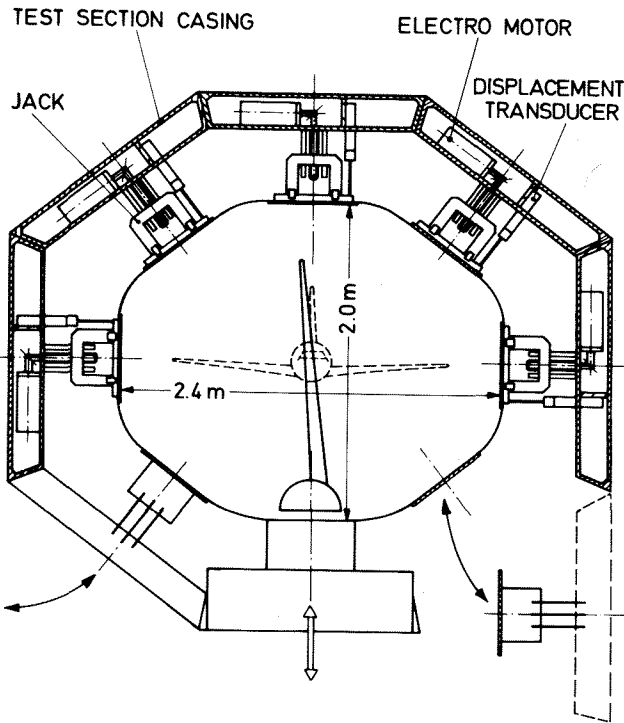 TEST SECTION CASING
ELECTRO MOTOR
JACK
DISPLACEMENT
TRANSDUCER
2.0 m
2.4 m